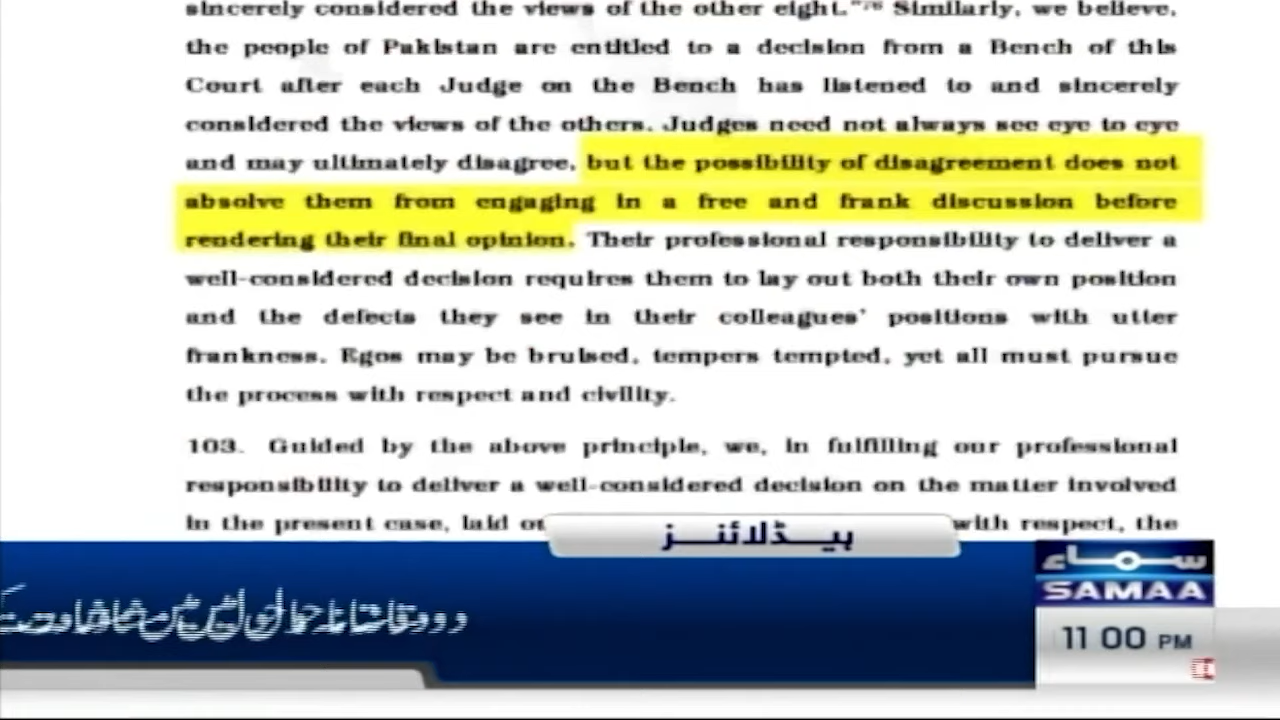 sincerely considered the views of the other eight."⁷⁶ Similarly, we believe,
the people of Pakistan are entitled to a decision from a Bench of this
Court after each Judge on the Bench has listened to and sincerely
considered the views of the others. Judges need not always see eye to eye
and may ultimately disagree, but the possibility of disagreement does not
absolve them from engaging in a free and frank discussion before
rendering their final opinion. Their professional responsibility to deliver a
well-considered decision requires them to lay out both their own position
and the defects they see in their colleagues' positions with utter
frankness. Egos may be bruised, tempers tempted, yet all must pursue
the process with respect and civility.
103. Guided by the above principle, we, in fulfilling our professional
responsibility to deliver a well-considered decision on the matter involved
in the present case, laid with respect, the
ہیڈلائنز
سماء
SAMAA
11 00 PM